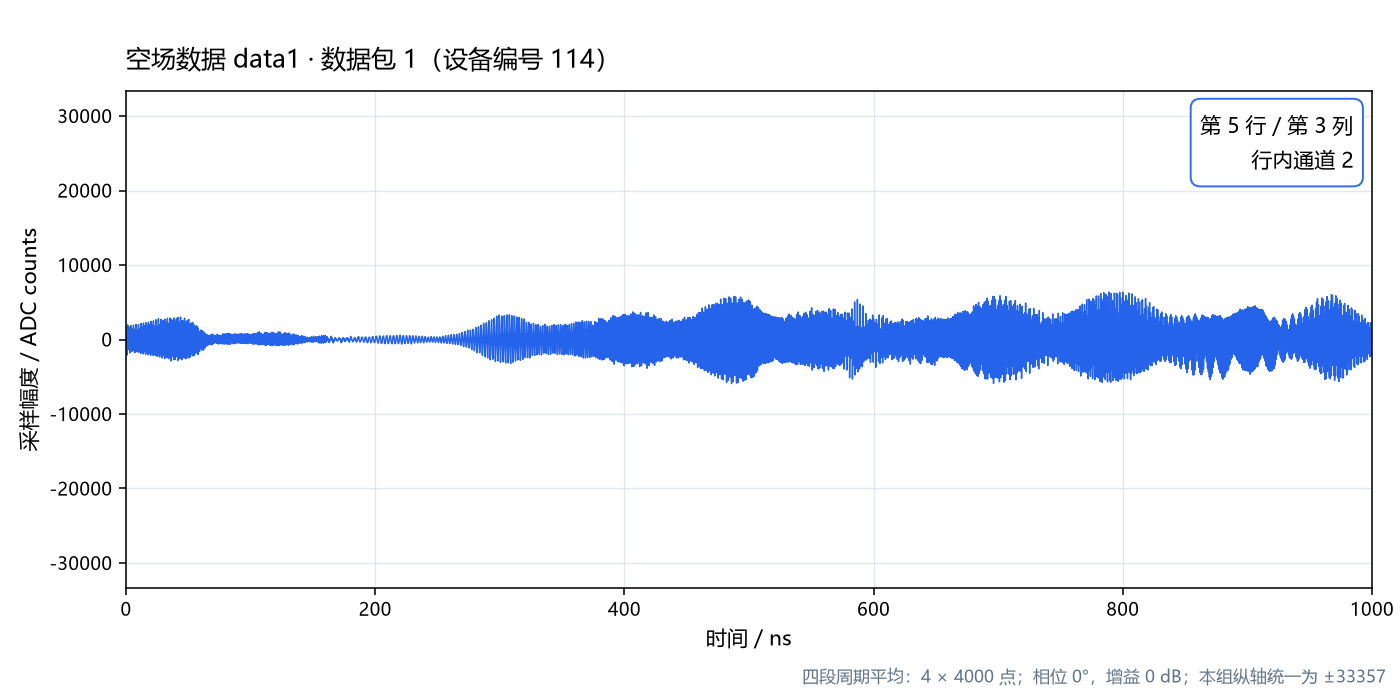 空场数据 data1 · 数据包 1（设备编号 114）
第 5 行 / 第 3 列
行内通道 2
30000
20000
10000
0
-10000
-20000
-30000
采样幅度 / ADC counts
0
200
400
600
800
1000
时间 / ns
四段周期平均：4 × 4000 点；相位 0°，增益 0 dB；本组纵轴统一为 ±33357